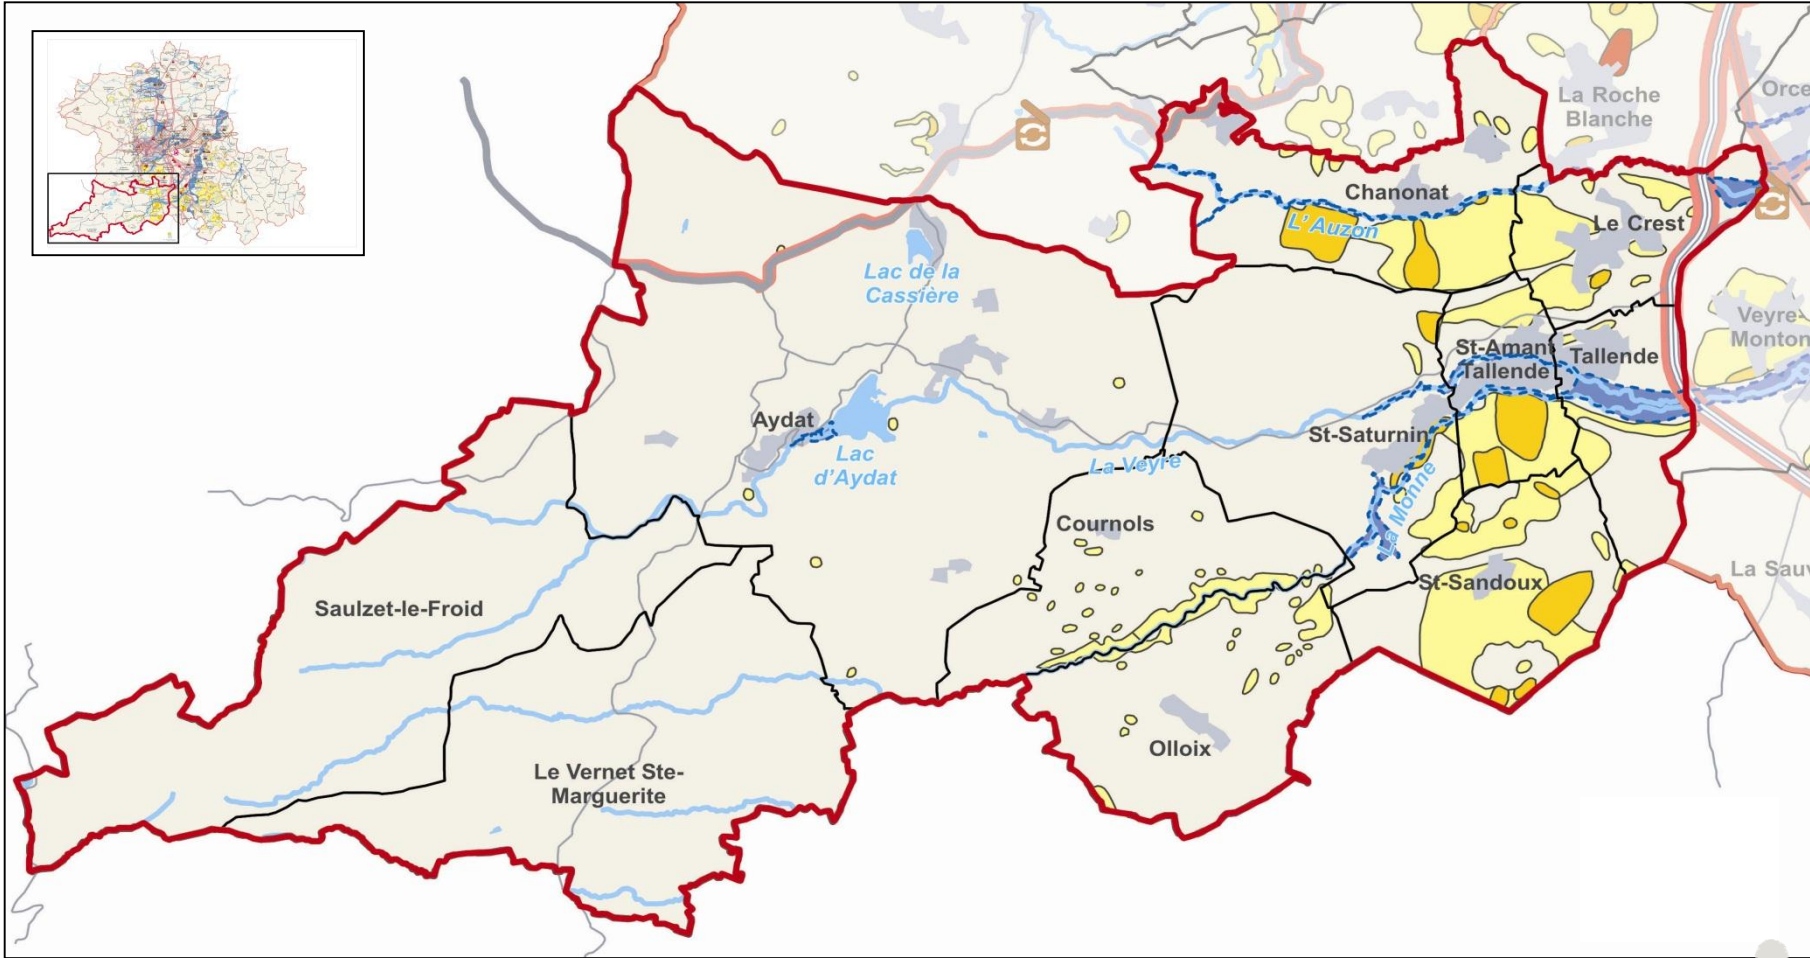 La Roche
Blanche
Orce
Chanonat
Le Crest
L'Auzon
Lac de la
Cassière
Veyre-
Monton
St-Amant
Tallende
Tallende
Aydat
St-Saturnin
Lac
d'Aydat
La Veyre
La Monne
Cournols
La Sauv
St-Sandoux
Saulzet-le-Froid
Olloix
Le Vernet Ste-
Marguerite